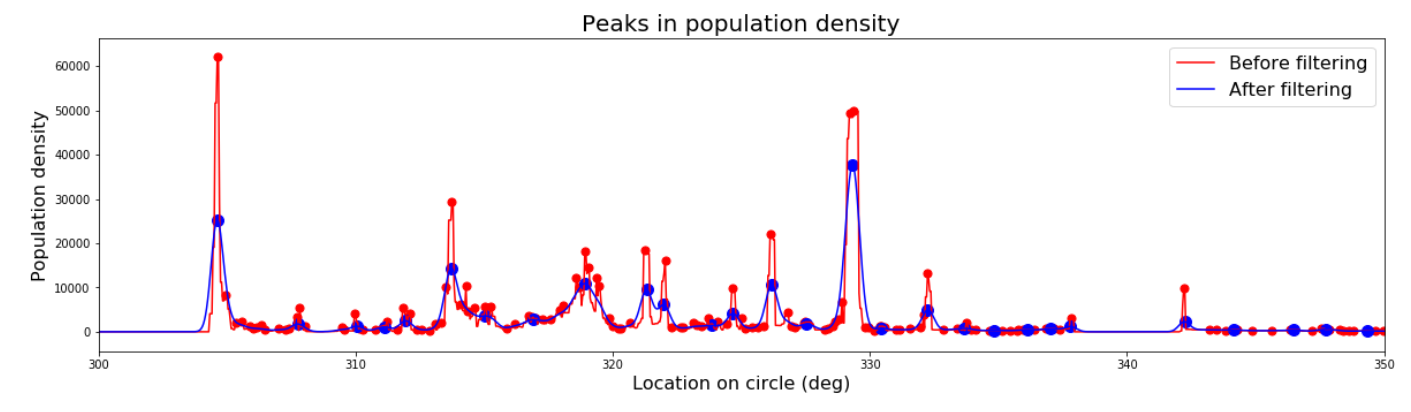 Peaks in population density
Before filtering
After filtering
Population density
60000
50000
40000
30000
20000
10000
0
300
310
320
330
340
350
Location on circle (deg)